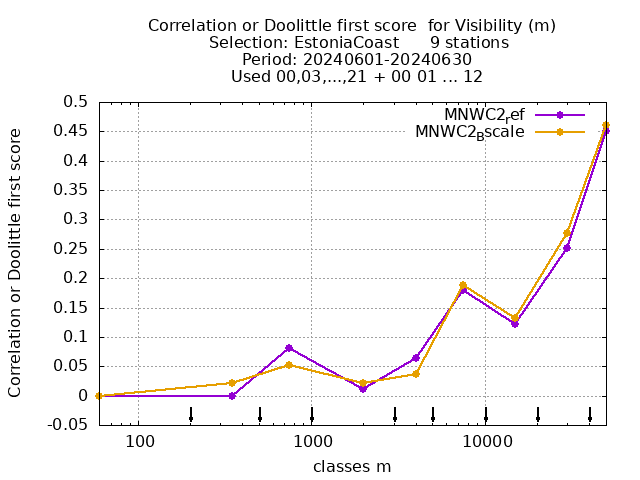 Correlation or Doolittle first score  for Visibility (m)
Selection: EstoniaCoast      9 stations
Period: 20240601-20240630
Used 00,03,...,21 + 00 01 ... 12
MNWC2ref
MNWC2Bscale
0.5
0.45
0.4
0.35
0.3
0.25
0.2
0.15
0.1
0.05
0
-0.05
Correlation or Doolittle first score
100 1000 10000
classes m